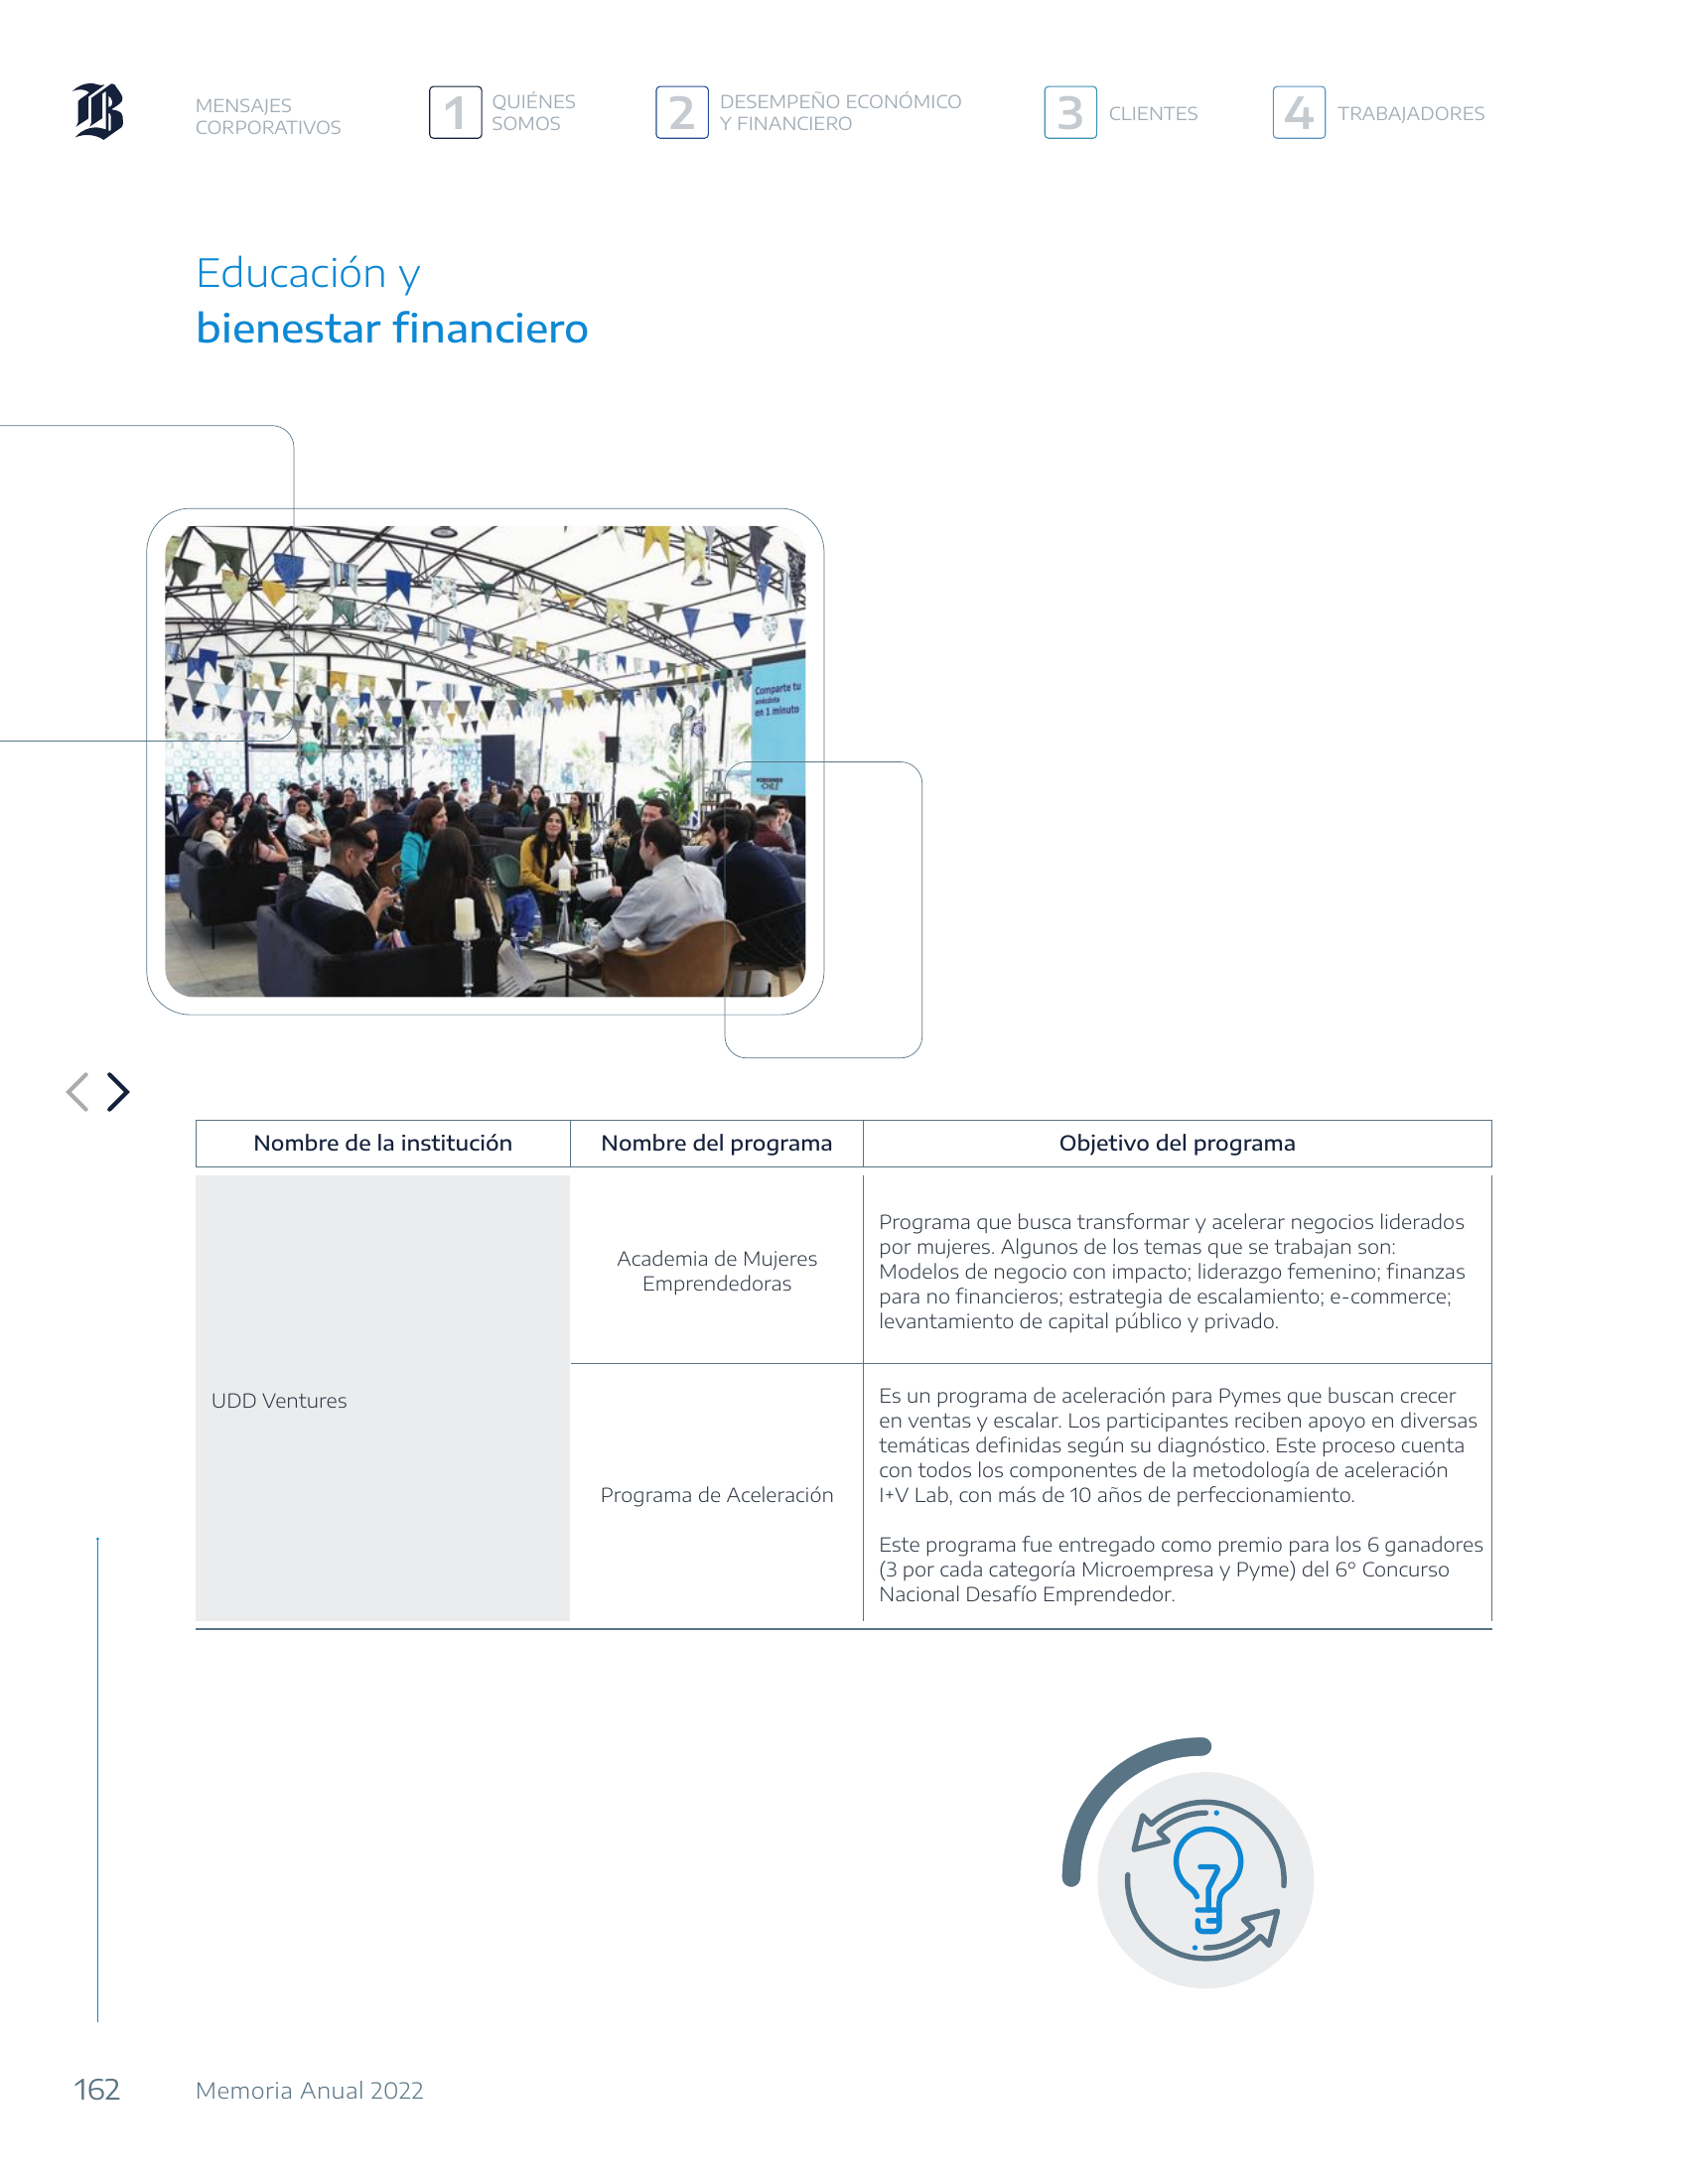 MENSAJES
CORPORATIVOS
1
QUIÉNES
SOMOS
2
DESEMPEÑO ECONÓMICO
Y FINANCIERO
3
CLIENTES
4
TRABAJADORES
Educación y
bienestar financiero
Comparte tu
anécdota
en 1 minuto
CHILE
Nombre de la institución
Nombre del programa
Objetivo del programa
UDD Ventures
Academia de Mujeres
Emprendedoras
Programa que busca transformar y acelerar negocios liderados
por mujeres. Algunos de los temas que se trabajan son:
Modelos de negocio con impacto; liderazgo femenino; finanzas
para no financieros; estrategia de escalamiento; e-commerce;
levantamiento de capital público y privado.
Programa de Aceleración
Es un programa de aceleración para Pymes que buscan crecer
en ventas y escalar. Los participantes reciben apoyo en diversas
temáticas definidas según su diagnóstico. Este proceso cuenta
con todos los componentes de la metodología de aceleración
I+V Lab, con más de 10 años de perfeccionamiento.
Este programa fue entregado como premio para los 6 ganadores
(3 por cada categoría Microempresa y Pyme) del 6° Concurso
Nacional Desafío Emprendedor.
162
Memoria Anual 2022